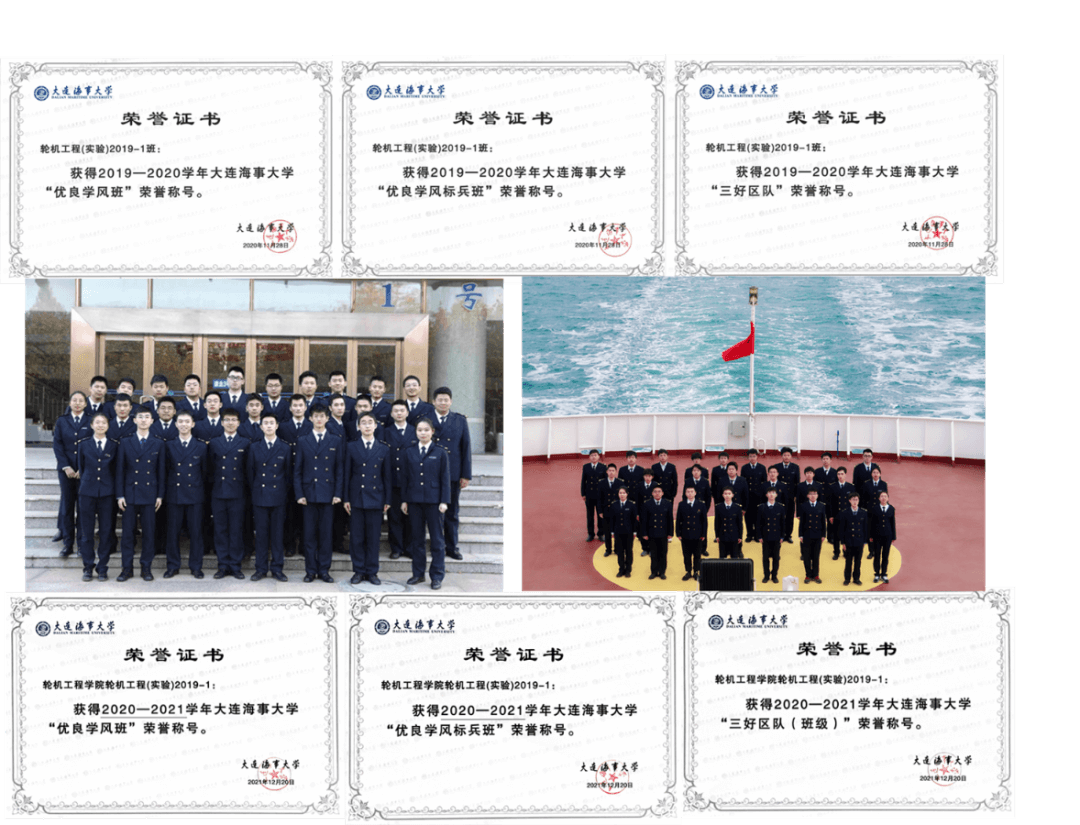 大连海事大学
DALIAN MARITIME UNIVERSITY
荣誉证书
轮机工程(实验)2019-1班：
获得2019—2020学年大连海事大学
“优良学风班”荣誉称号。
大连海事大学
2020年11月26日
大连海事大学
DALIAN MARITIME UNIVERSITY
荣誉证书
轮机工程(实验)2019-1班：
获得2019—2020学年大连海事大学
“优良学风标兵班”荣誉称号。
大连海事大学
2020年11月26日
大连海事大学
DALIAN MARITIME UNIVERSITY
荣誉证书
轮机工程(实验)2019-1班：
获得2019—2020学年大连海事大学
“三好区队”荣誉称号。
大连海事大学
2020年11月26日
1 号
大连海事大学
DALIAN MARITIME UNIVERSITY
荣誉证书
轮机工程学院轮机工程(实验)2019-1：
获得2020—2021学年大连海事大学
“优良学风班”荣誉称号。
大连海事大学
2021年12月20日
大连海事大学
DALIAN MARITIME UNIVERSITY
荣誉证书
轮机工程学院轮机工程(实验)2019-1：
获得2020—2021学年大连海事大学
“优良学风标兵班”荣誉称号。
大连海事大学
2021年12月20日
大连海事大学
DALIAN MARITIME UNIVERSITY
荣誉证书
轮机工程学院轮机工程(实验)2019-1：
获得2020—2021学年大连海事大学
“三好区队（班级）”荣誉称号。
大连海事大学
2021年12月20日